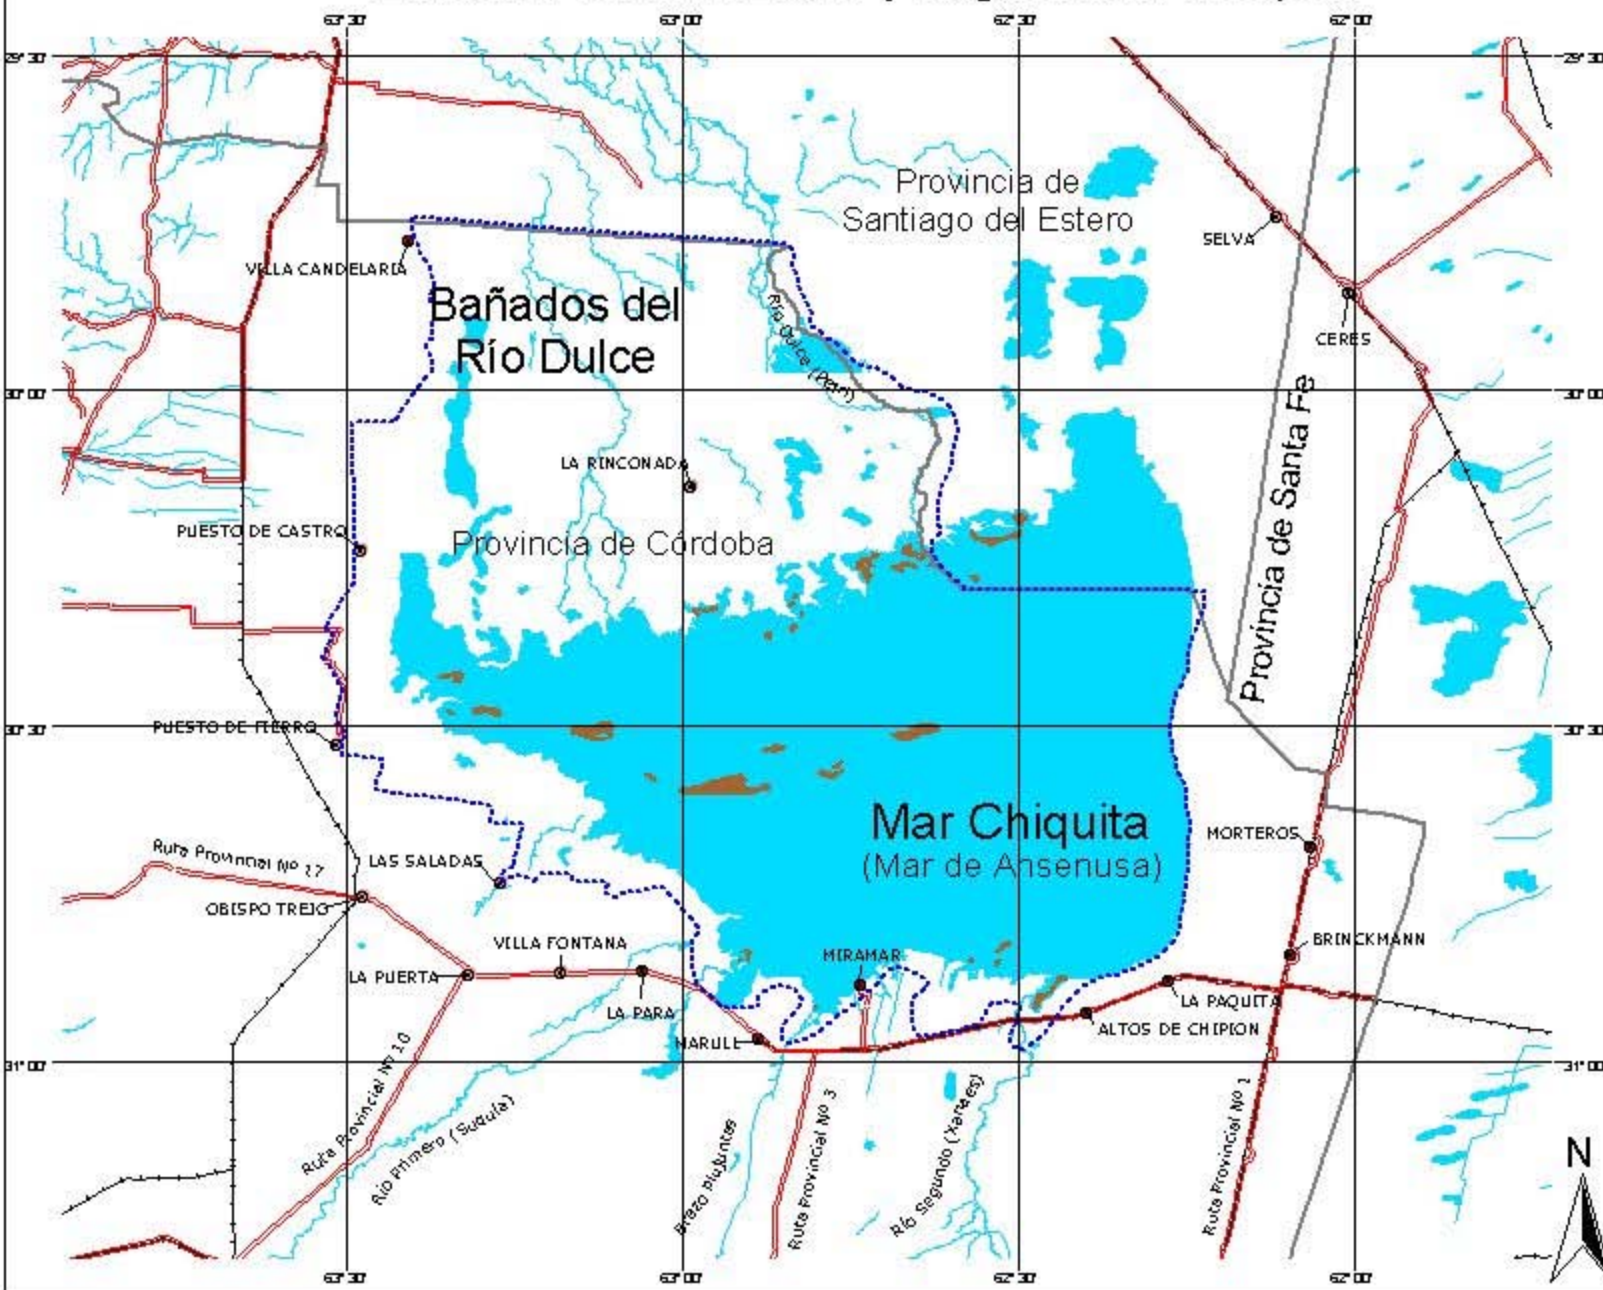 63°30' 63°00' 62°30' 62°00'
29°30' 29°30'
Provincia de
Santiago del Estero
SELVA
VILLA CANDELARIA
Bañados del
Río Dulce
Río Dulce (Petri)
CERES
30°00' 30°00'
LA RINCONADA
Provincia de Santa Fe
PUESTO DE CASTRO
Provincia de Córdoba
PUESTO DE FIERRO
30°30' 30°30'
Mar Chiquita
(Mar de Ansenusa)
MORTEROS
Ruta Provincial Nº 17
LAS SALADAS
OBISPO TREJO
VILLA FONTANA
BRINCKMANN
MIRAMAR
LA PUERTA
LA PAQUITA
LA PARA
ALTOS DE CHIPION
MARULL
31°00' 31°00'
Ruta Provincial Nº 10
Río Primero (Suquía)
Brazo plujuntas
Ruta Provincial Nº 3
Río Segundo (Xanaes)
Ruta Provincial Nº 1
N
63°30' 63°00' 62°30' 62°00'